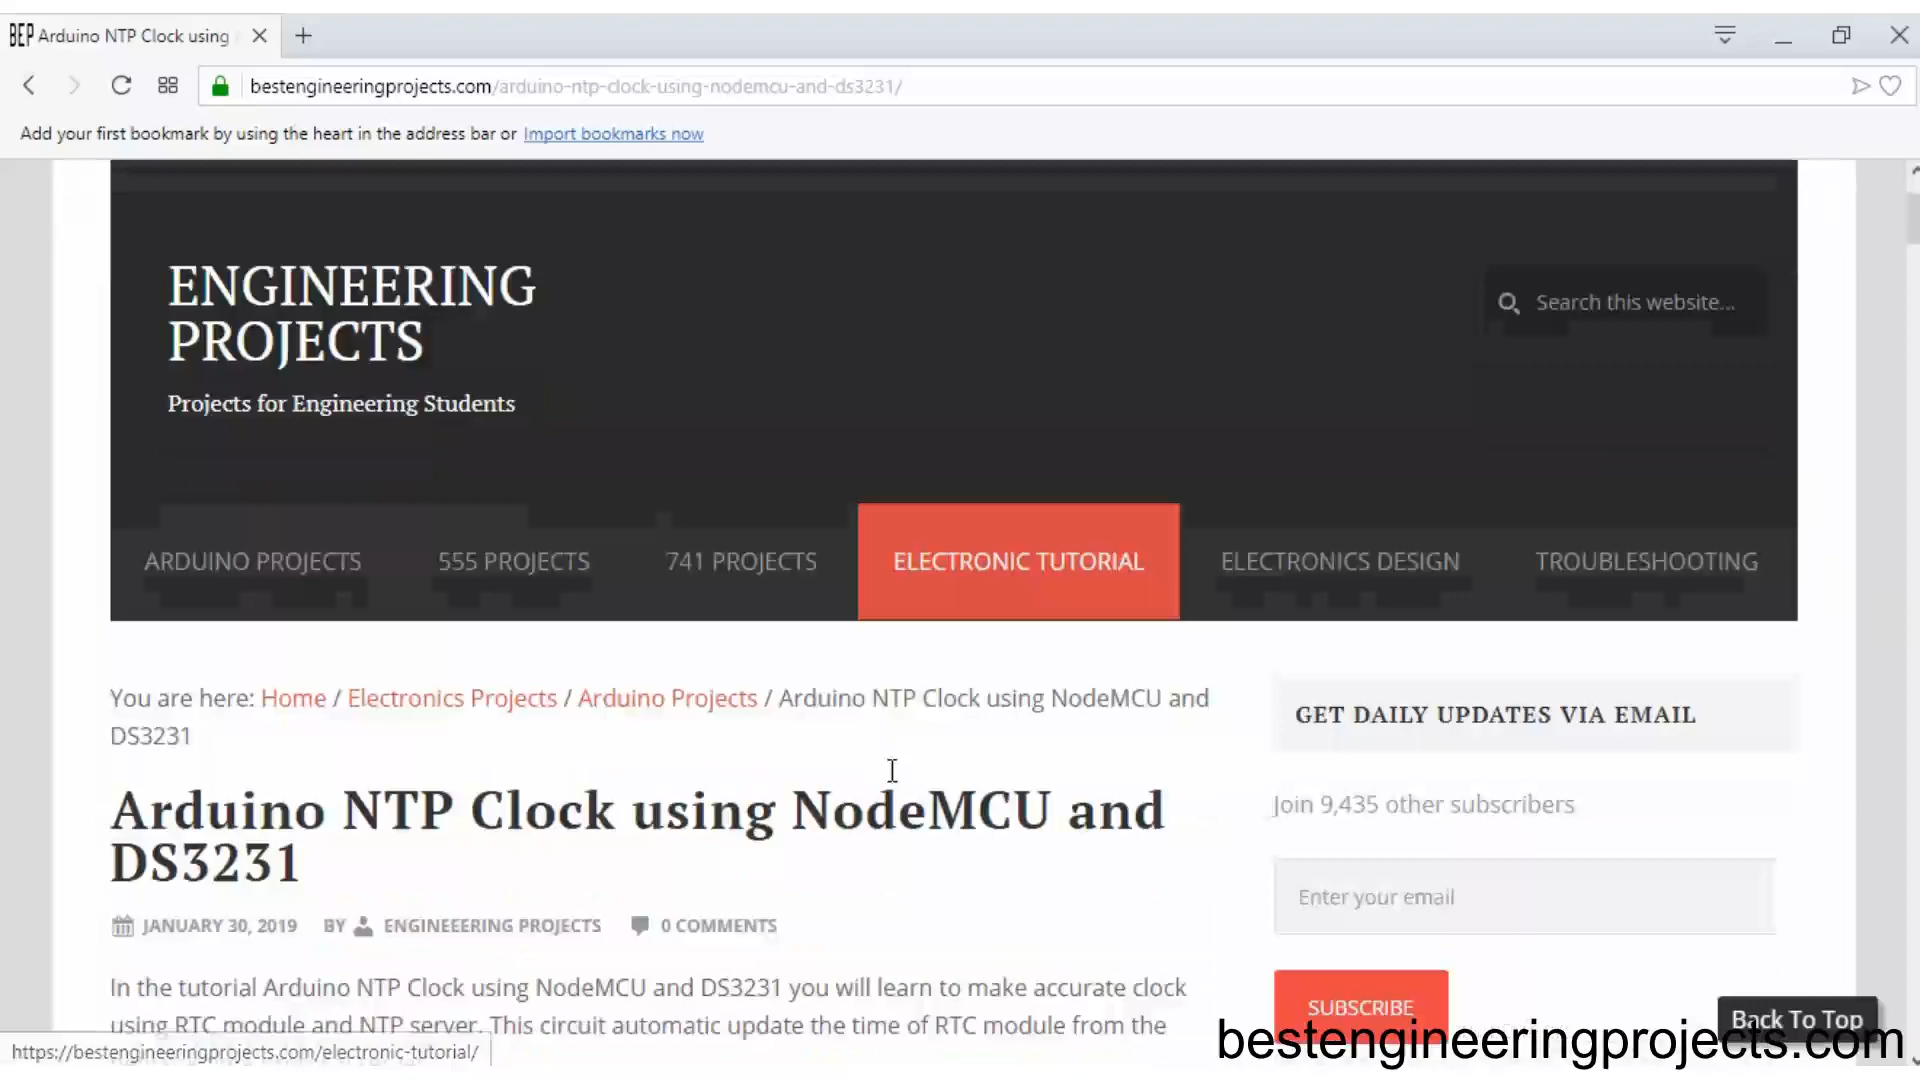 BEP Arduino NTP Clock using
bestengineeringprojects.com/arduino-ntp-clock-using-nodemcu-and-ds3231/
Add your first bookmark by using the heart in the address bar or Import bookmarks now
ENGINEERING
PROJECTS
Search this website...
Projects for Engineering Students
ARDUINO PROJECTS 555 PROJECTS 741 PROJECTS ELECTRONIC TUTORIAL ELECTRONICS DESIGN TROUBLESHOOTING
You are here: Home / Electronics Projects / Arduino Projects / Arduino NTP Clock using NodeMCU and
DS3231
GET DAILY UPDATES VIA EMAIL
Arduino NTP Clock using NodeMCU and
DS3231
Join 9,435 other subscribers
Enter your email
JANUARY 30, 2019 BY ENGINEEERING PROJECTS 0 COMMENTS
In the tutorial Arduino NTP Clock using NodeMCU and DS3231 you will learn to make accurate clock
using RTC module and NTP server. This circuit automatic update the time of RTC module from the
SUBSCRIBE
Back To Top
bestengineeringprojects.com
https://bestengineeringprojects.com/electronic-tutorial/